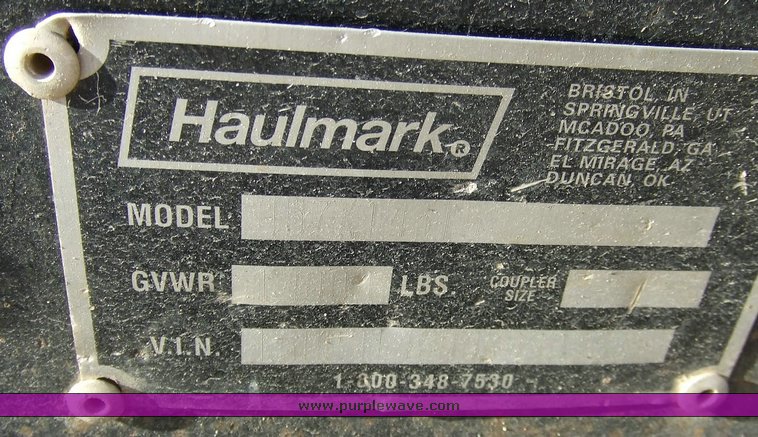 Haulmark®
BRISTOL, IN
SPRINGVILLE, UT
MCADOO, PA
FITZGERALD, GA
EL MIRAGE, AZ
DUNCAN, OK
MODEL
GVWR LBS. COUPLER SIZE
V.I.N.
1-800-348-7530
www.purplewave.com